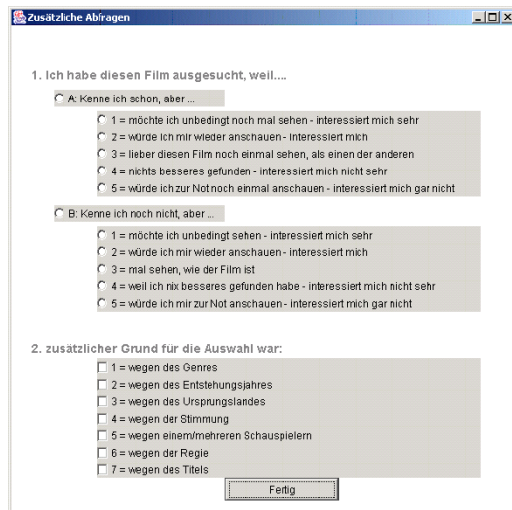 Zusätzliche Abfragen
1. Ich habe diesen Film ausgesucht, weil....
A: Kenne ich schon, aber ...
1 = möchte ich unbedingt noch mal sehen - interessiert mich sehr
2 = würde ich mir wieder anschauen- interessiert mich
3 = lieber diesen Film noch einmal sehen, als einen der anderen
4 = nichts besseres gefunden - interessiert mich nicht sehr
5 = würde ich zur Not noch einmal anschauen - interessiert mich gar nicht
B: Kenne ich noch nicht, aber ...
1 = möchte ich unbedingt sehen - interessiert mich sehr
2 = würde ich mir wieder anschauen - interessiert mich
3 = mal sehen, wie der Film ist
4 = weil ich nix besseres gefunden habe - interessiert mich nicht sehr
5 = würde ich mir zur Not anschauen - interessiert mich gar nicht
2. zusätzlicher Grund für die Auswahl war:
1 = wegen des Genres
2 = wegen des Entstehungsjahres
3 = wegen des Ursprungslandes
4 = wegen der Stimmung
5 = wegen einem/mehreren Schauspielern
6 = wegen der Regie
7 = wegen des Titels
Fertig